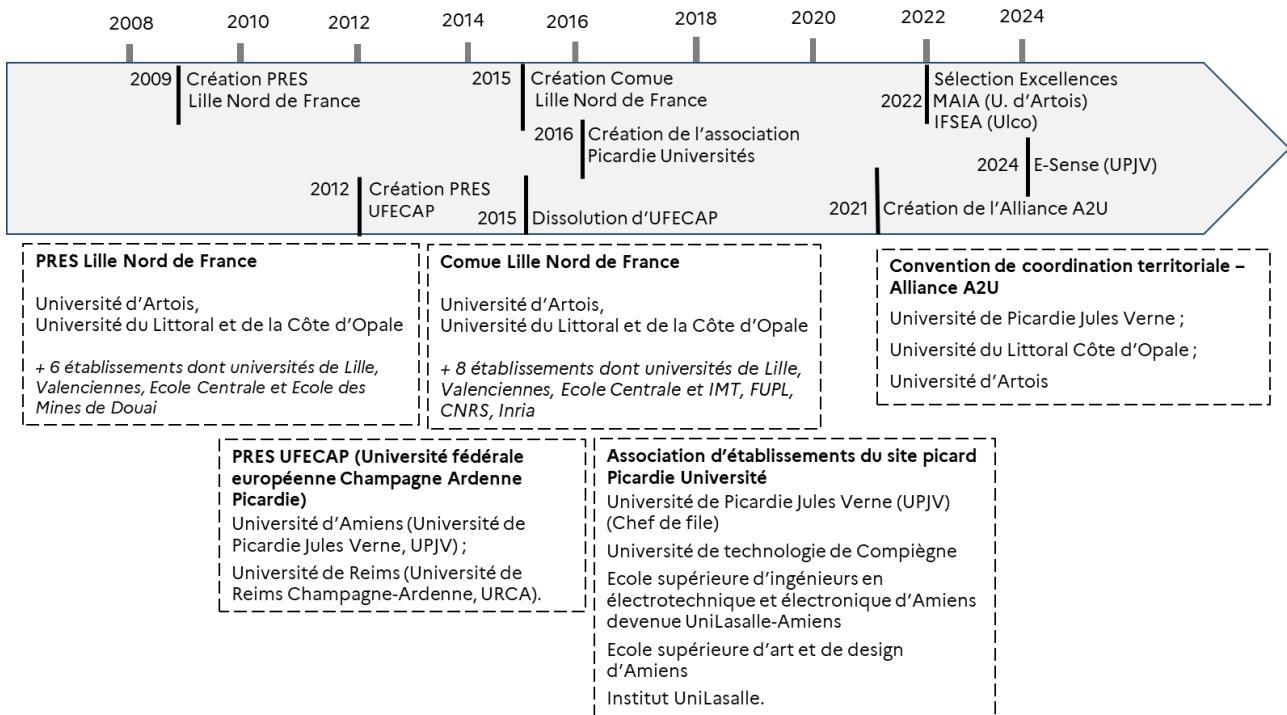 2008
2010
2012
2014
2016
2018
2020
2022
2024
2009
Création PRES
Lille Nord de France
2015
Création Comue
Lille Nord de France
2022
Sélection Excellences
MAIA (U. d’Artois)
IFSEA (Ulco)
2016
Création de l’association
Picardie Universités
2024
E-Sense (UPJV)
2012
Création PRES
UFECAP
2015
Dissolution d’UFECAP
2021
Création de l’Alliance A2U
PRES Lille Nord de France
Université d’Artois,
Université du Littoral et de la Côte d’Opale
+ 6 établissements dont universités de Lille,
Valenciennes, Ecole Centrale et Ecole des
Mines de Douai
Comue Lille Nord de France
Université d’Artois,
Université du Littoral et de la Côte d’Opale
+ 8 établissements dont universités de Lille,
Valenciennes, Ecole Centrale et IMT, FUPL,
CNRS, Inria
Convention de coordination territoriale –
Alliance A2U
Université de Picardie Jules Verne ;
Université du Littoral Côte d’Opale ;
Université d’Artois
PRES UFECAP (Université fédérale
européenne Champagne Ardenne
Picardie)
Université d’Amiens (Université de
Picardie Jules Verne, UPJV) ;
Université de Reims (Université de
Reims Champagne-Ardenne, URCA).
Association d’établissements du site picard
Picardie Université
Université de Picardie Jules Verne (UPJV)
(Chef de file)
Université de technologie de Compiègne
Ecole supérieure d’ingénieurs en
électrotechnique et électronique d’Amiens
devenue UniLasalle-Amiens
Ecole supérieure d’art et de design
d’Amiens
Institut UniLasalle.